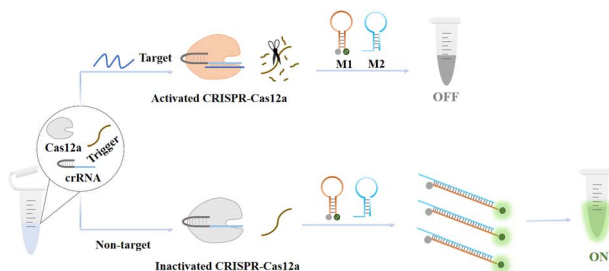 Target
Activated CRISPR-Cas12a
M1
M2
OFF
Cas12a
Trigger
crRNA
Non-target
Inactivated CRISPR-Cas12a
ON